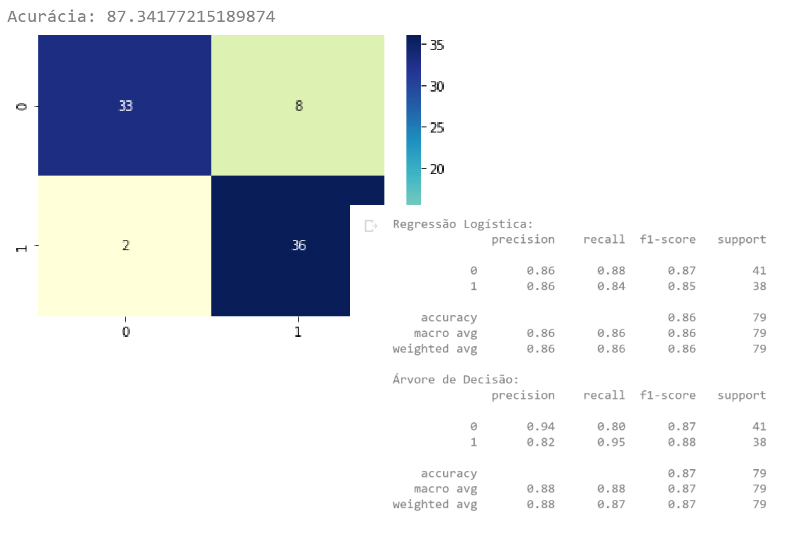 Acurácia: 87.34177215189874
35
0 33 8
30
25
20
1 2 36
0 1
Regressão Logística:
precision recall f1-score support
0 0.86 0.88 0.87 41
1 0.86 0.84 0.85 38
accuracy 0.86 79
macro avg 0.86 0.86 0.86 79
weighted avg 0.86 0.86 0.86 79
Árvore de Decisão:
precision recall f1-score support
0 0.94 0.80 0.87 41
1 0.82 0.95 0.88 38
accuracy 0.87 79
macro avg 0.88 0.88 0.87 79
weighted avg 0.88 0.87 0.87 79